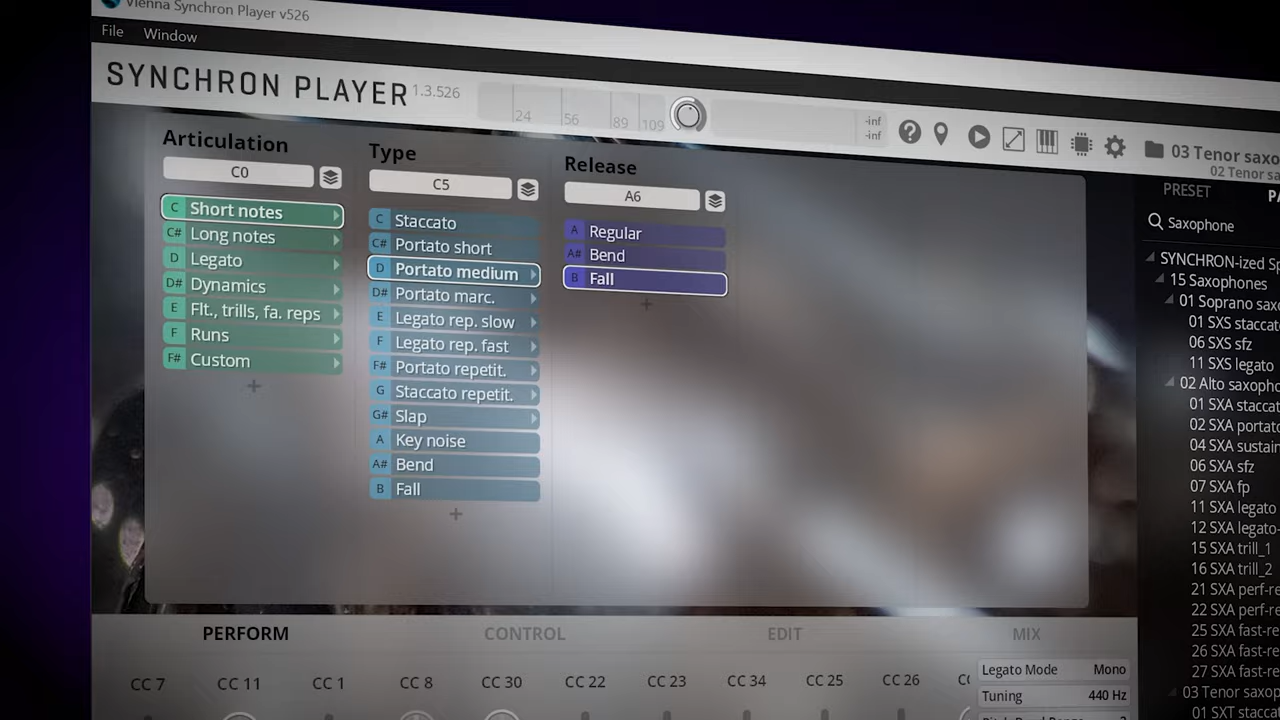 Vienna Synchron Player v526
File Window
SYNCHRON PLAYER 1.3.526
24 56 89 109
-inf
-inf
03 Tenor saxo
02 Tenor sa
Articulation
C0
C Short notes
C# Long notes
D Legato
D# Dynamics
E Flt., trills, fa. reps
F Runs
F# Custom
+
Type
C5
C Staccato
C# Portato short
D Portato medium
D# Portato marc.
E Legato rep. slow
F Legato rep. fast
F# Portato repetit.
G Staccato repetit.
G# Slap
A Key noise
A# Bend
B Fall
+
Release
A6
A Regular
A# Bend
B Fall
+
PRESET PA
Saxophone
SYNCHRON-ized Sp
15 Saxophones
01 Soprano saxo
01 SXS staccat
06 SXS sfz
11 SXS legato
02 Alto saxopho
01 SXA staccat
02 SXA portato
04 SXA sustain
06 SXA sfz
07 SXA fp
11 SXA legato
12 SXA legato-
15 SXA trill_1
16 SXA trill_2
21 SXA perf-re
22 SXA perf-re
25 SXA fast-re
26 SXA fast-re
27 SXA fast-re
03 Tenor saxop
01 SXT staccat
PERFORM CONTROL EDIT MIX
CC 7 CC 11 CC 1 CC 8 CC 30 CC 22 CC 23 CC 34 CC 25 CC 26
Legato Mode Mono
Tuning 440 Hz